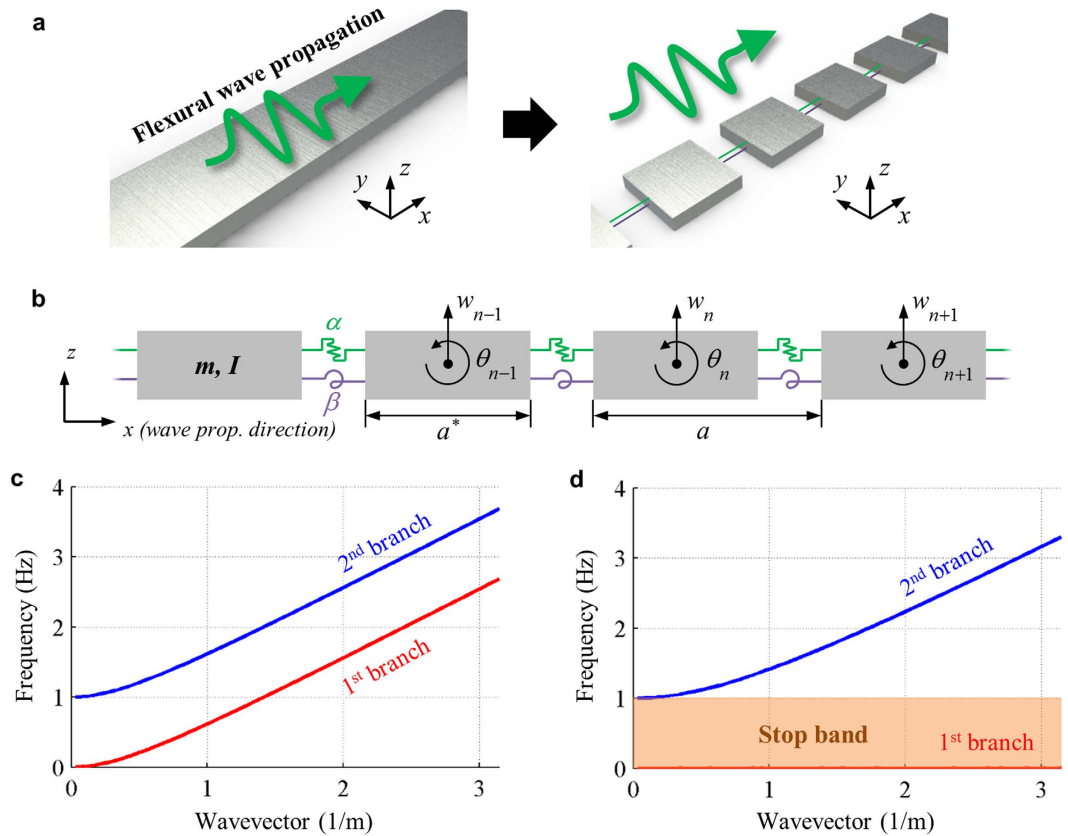 a
Flexural wave propagation
y z x
y z x
b
w_{n-1} w_n w_{n+1}
α
z
m, I
θ_{n-1} θ_n θ_{n+1}
β
x (wave prop. direction)
a* a
c
Frequency (Hz)
4
3
2
1
0
2nd branch
1st branch
0 1 2 3
Wavevector (1/m)
d
Frequency (Hz)
4
3
2
1
0
2nd branch
Stop band
1st branch
0 1 2 3
Wavevector (1/m)